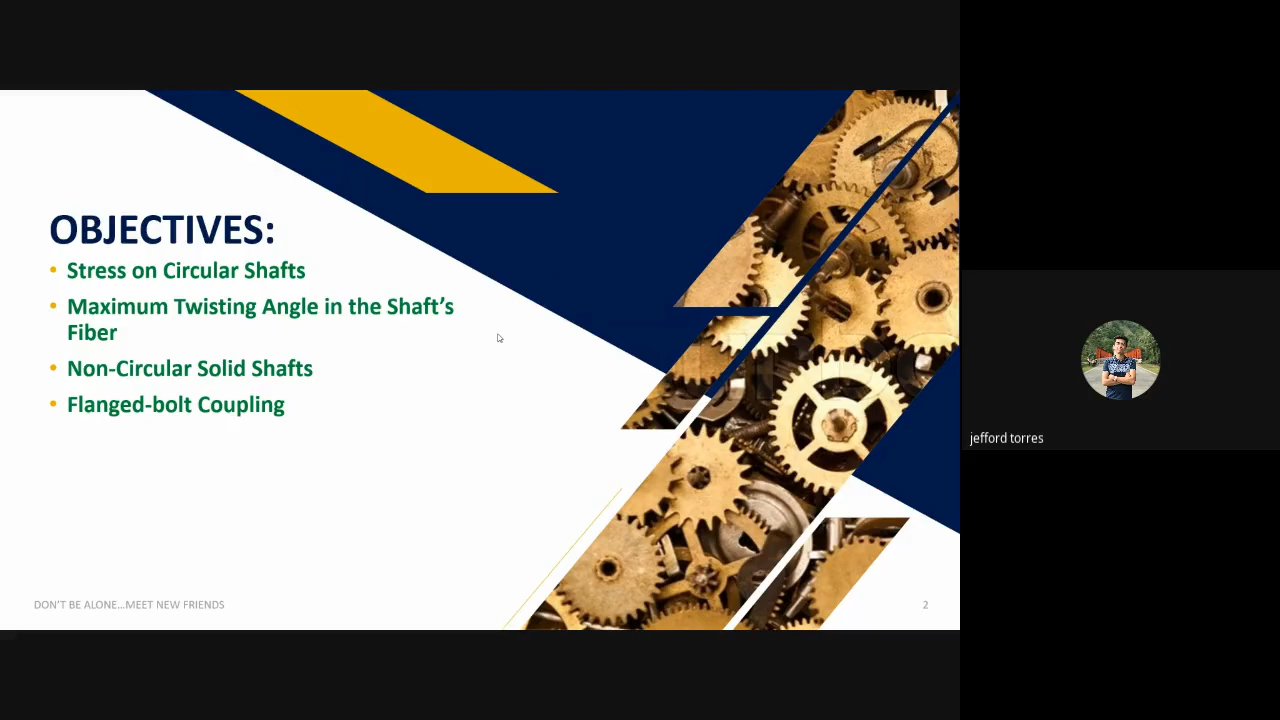 OBJECTIVES:
• Stress on Circular Shafts
• Maximum Twisting Angle in the Shaft’s
Fiber
• Non-Circular Solid Shafts
• Flanged-bolt Coupling
DON’T BE ALONE...MEET NEW FRIENDS
2
jefford torres